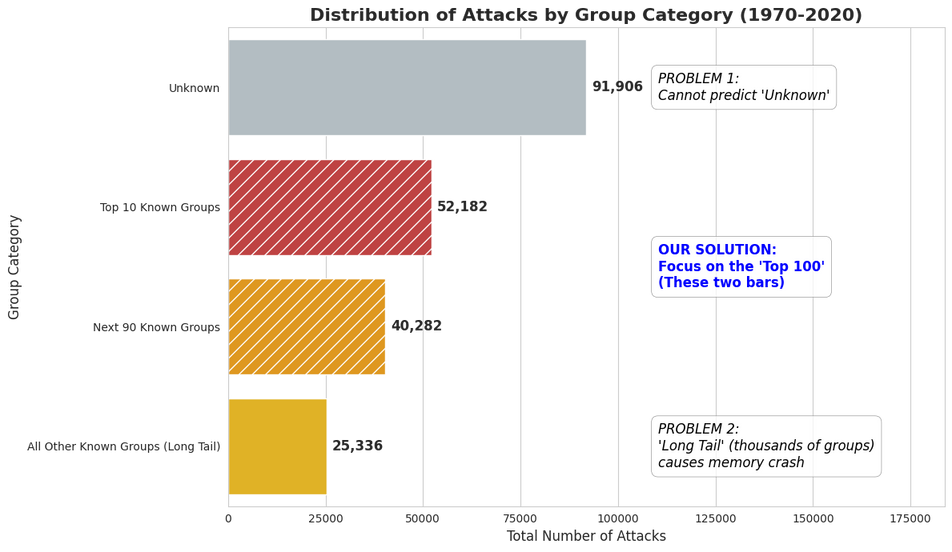 Distribution of Attacks by Group Category (1970-2020)
Unknown
91,906
PROBLEM 1:
Cannot predict 'Unknown'
Top 10 Known Groups
52,182
OUR SOLUTION:
Focus on the 'Top 100'
(These two bars)
Group Category
Next 90 Known Groups
40,282
All Other Known Groups (Long Tail)
25,336
PROBLEM 2:
'Long Tail' (thousands of groups)
causes memory crash
0 25000 50000 75000 100000 125000 150000 175000
Total Number of Attacks